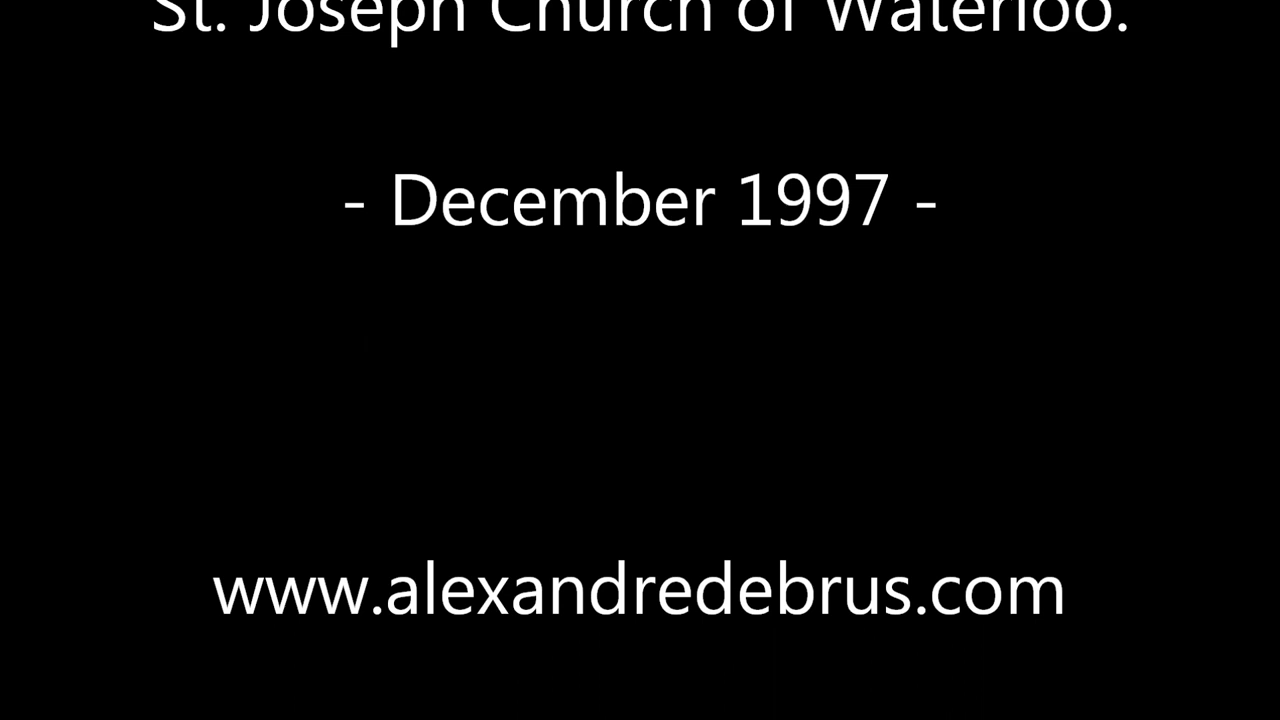 St. Joseph Church of Waterloo.
- December 1997 -
www.alexandredebrus.com